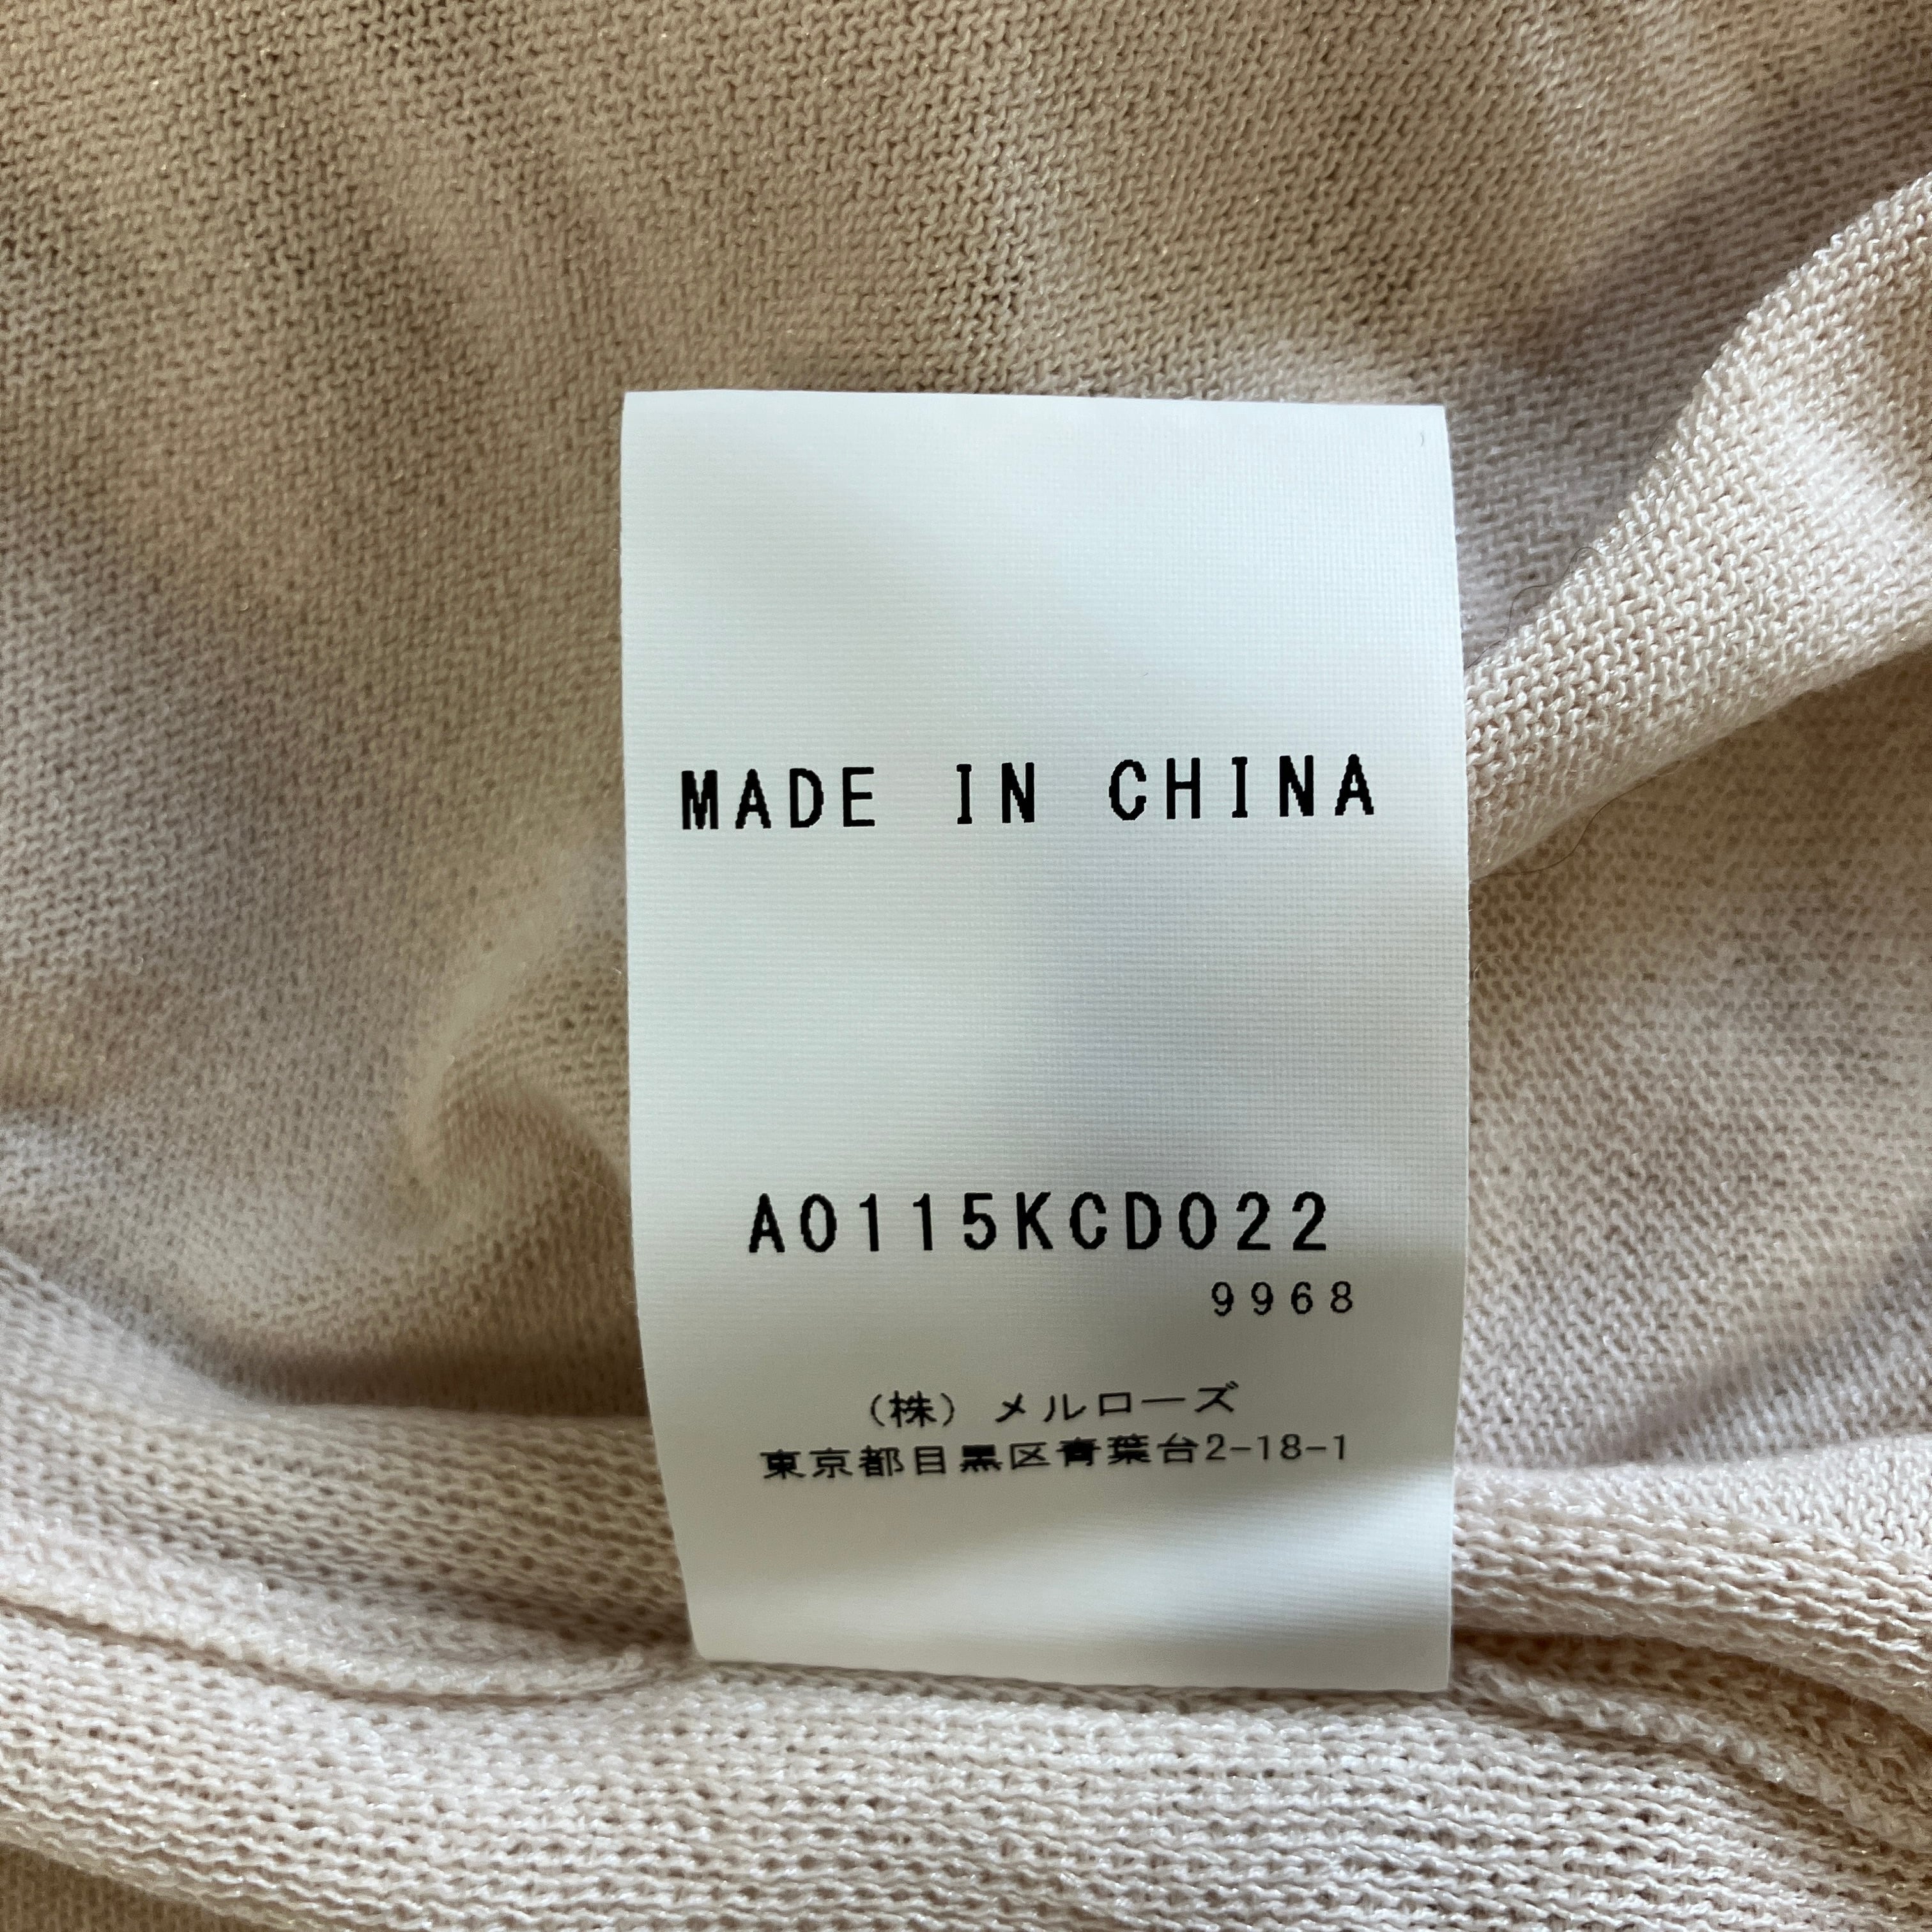 MADE IN CHINA
A0115KCD022
9968
(株)メルローズ
東京都目黒区青葉台2-18-1